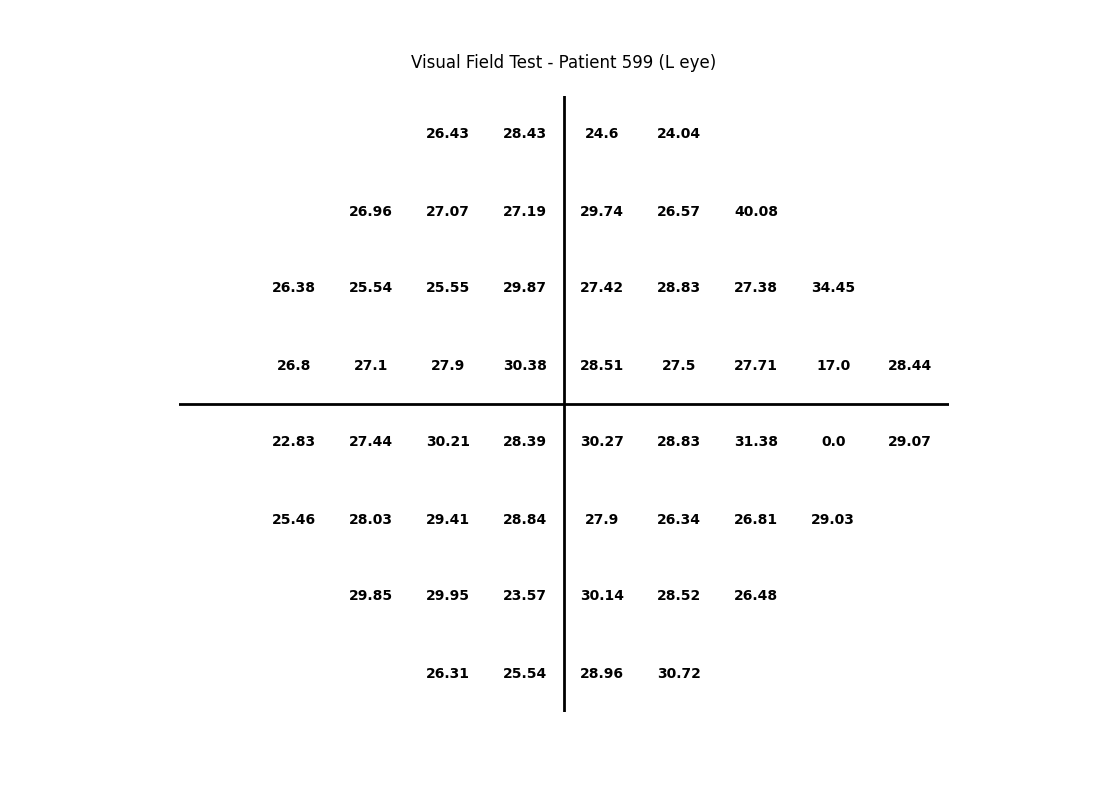 Visual Field Test - Patient 599 (L eye)
26.43 28.43 24.6 24.04
26.96 27.07 27.19 29.74 26.57 40.08
26.38 25.54 25.55 29.87 27.42 28.83 27.38 34.45
26.8 27.1 27.9 30.38 28.51 27.5 27.71 17.0 28.44
22.83 27.44 30.21 28.39 30.27 28.83 31.38 0.0 29.07
25.46 28.03 29.41 28.84 27.9 26.34 26.81 29.03
29.85 29.95 23.57 30.14 28.52 26.48
26.31 25.54 28.96 30.72